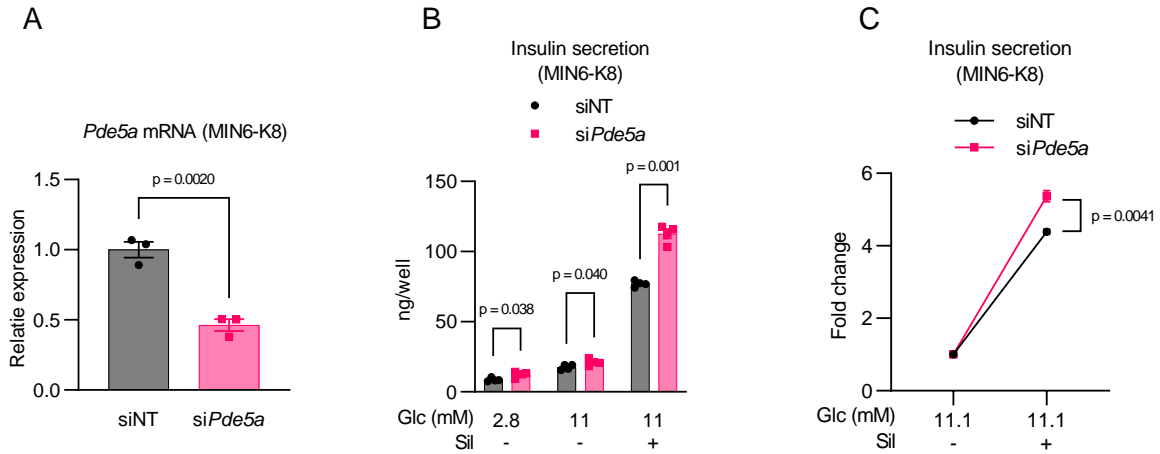 A
Pde5a mRNA (MIN6-K8)
p = 0.0020
1.5
1.0
0.5
0.0
Relatie expression
siNT
siPde5a
B
Insulin secretion
(MIN6-K8)
siNT
siPde5a
p = 0.001
p = 0.040
p = 0.038
150
100
50
0
ng/well
Glc (mM) 2.8 11 11
Sil - - +
C
Insulin secretion
(MIN6-K8)
siNT
siPde5a
6
4
2
0
Fold change
p = 0.0041
Glc (mM) 11.1 11.1
Sil - +